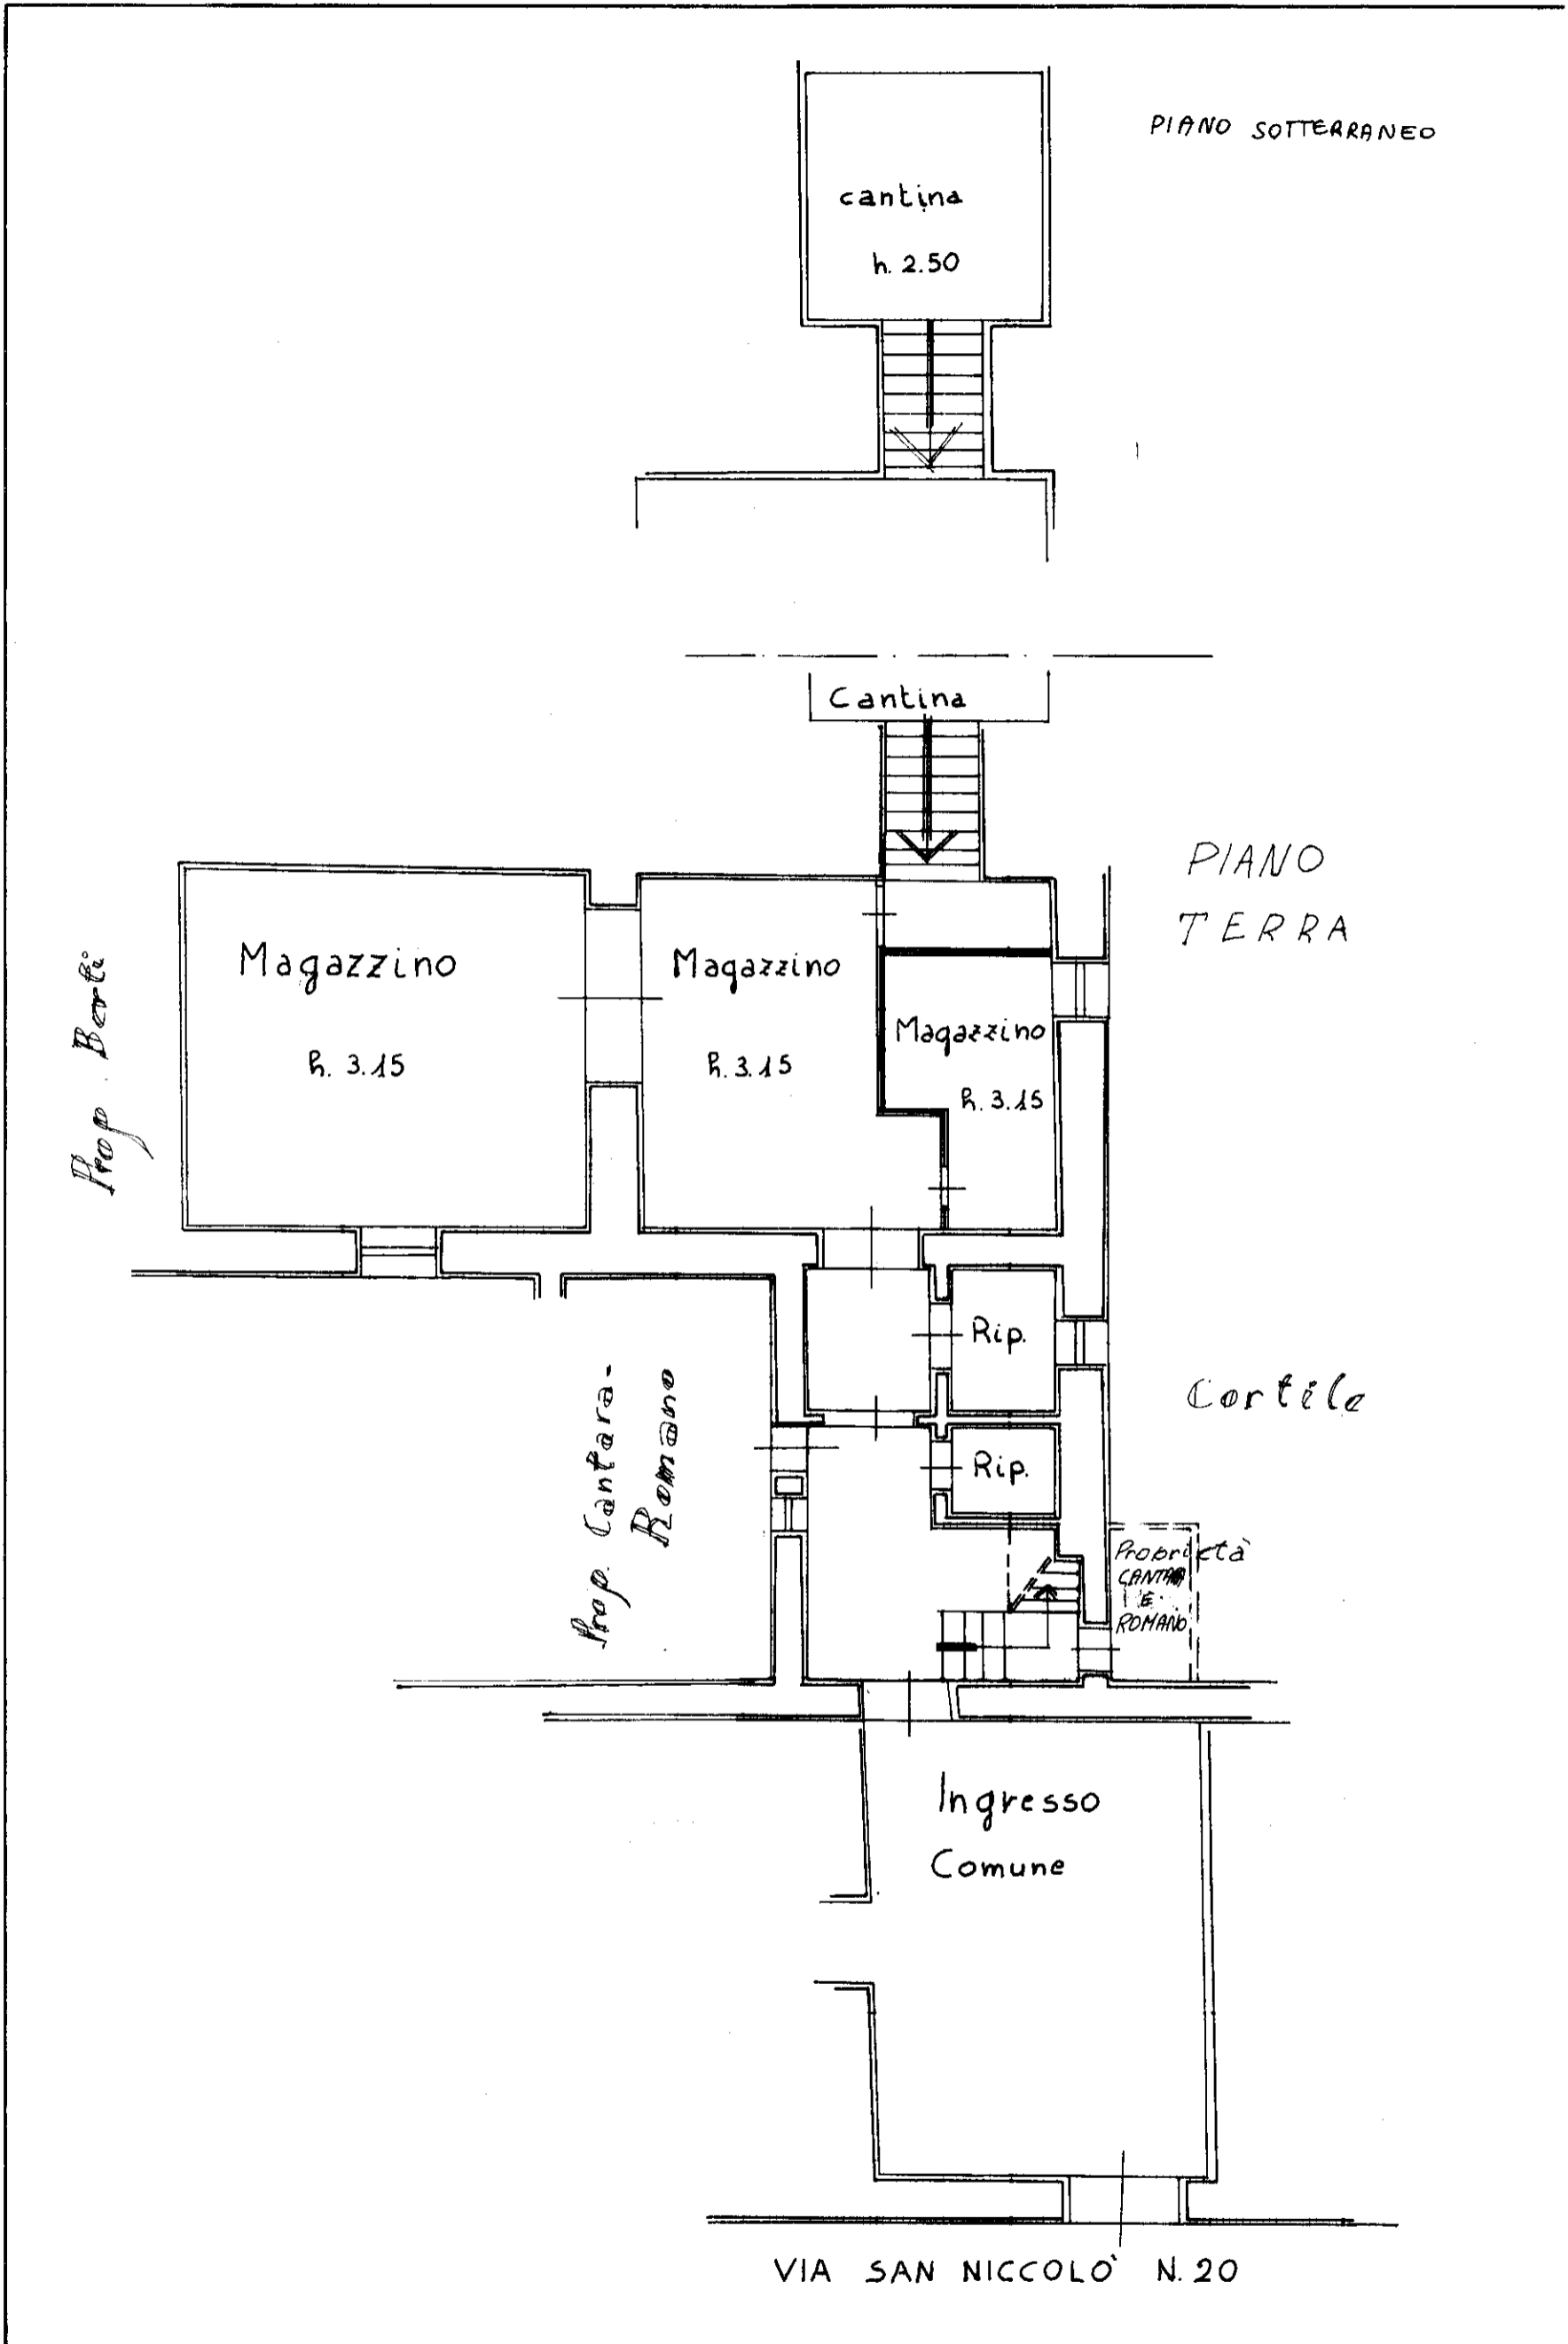 PIANO SOTTERRANEO
cantina
h. 2.50
Cantina
PIANO
TERRA
Magazzino
h. 3.15
Magazzino
h. 3.15
Magazzino
h. 3.15
Prop. Berti
Rip.
Rip.
Cortile
Prop. Cantara-
Romano
Proprietà
CANTARA
E
ROMANO
Ingresso
Comune
VIA SAN NICCOLO' N. 20